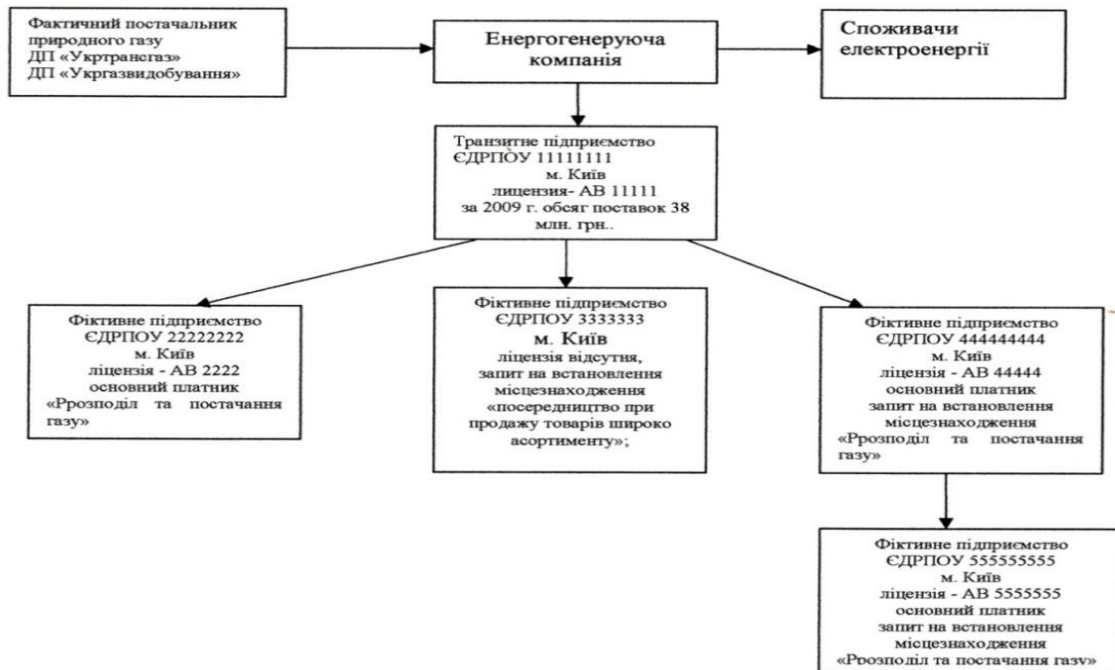 Фактичний постачальник
природного газу
ДП «Укртрансгаз»
ДП «Укргазвидобування»
Енергогенеруюча
компанія
Споживачи
електроенергії
Транзитне підприємство
ЄДРПОУ 11111111
м. Київ
лицензия- АВ 11111
за 2009 г. обсяг поставок 38
млн. грн..
Фіктивне підприємство
ЄДРПОУ 22222222
м. Київ
ліцензія - АВ 2222
основний платник
«Ррозподіл та постачання
газу»
Фіктивне підприємство
ЄДРПОУ 3333333
м. Київ
ліцензія відсутня,
запит на встановлення
місцезнаходження
«посередництво при
продажу товарів широко
асортименту»;
Фіктивне підприємство
ЄДРПОУ 444444444
м. Київ
ліцензія - АВ 44444
основний платник
запит на встановлення
місцезнаходження
«Ррозподіл та постачання
газу»
Фіктивне підприємство
ЄДРПОУ 555555555
м. Київ
ліцензія - АВ 5555555
основний платник
запит на встановлення
місцезнаходження
«Ррозподіл та постачання газу»